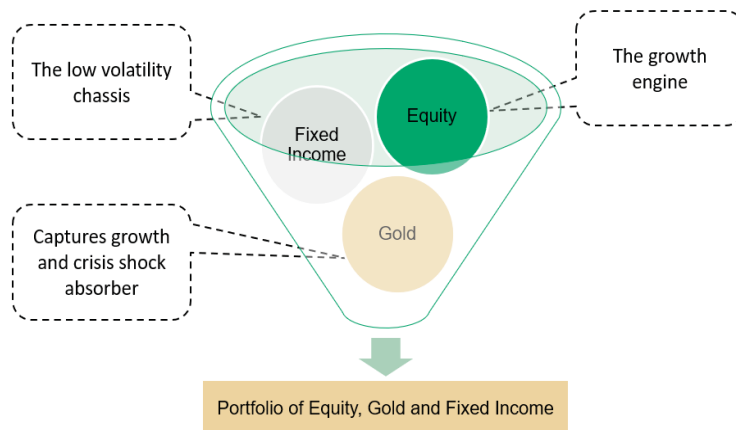 The low volatility
chassis
The growth
engine
Equity
Fixed
Income
Captures growth
and crisis shock
absorber
Gold
Portfolio of Equity, Gold and Fixed Income